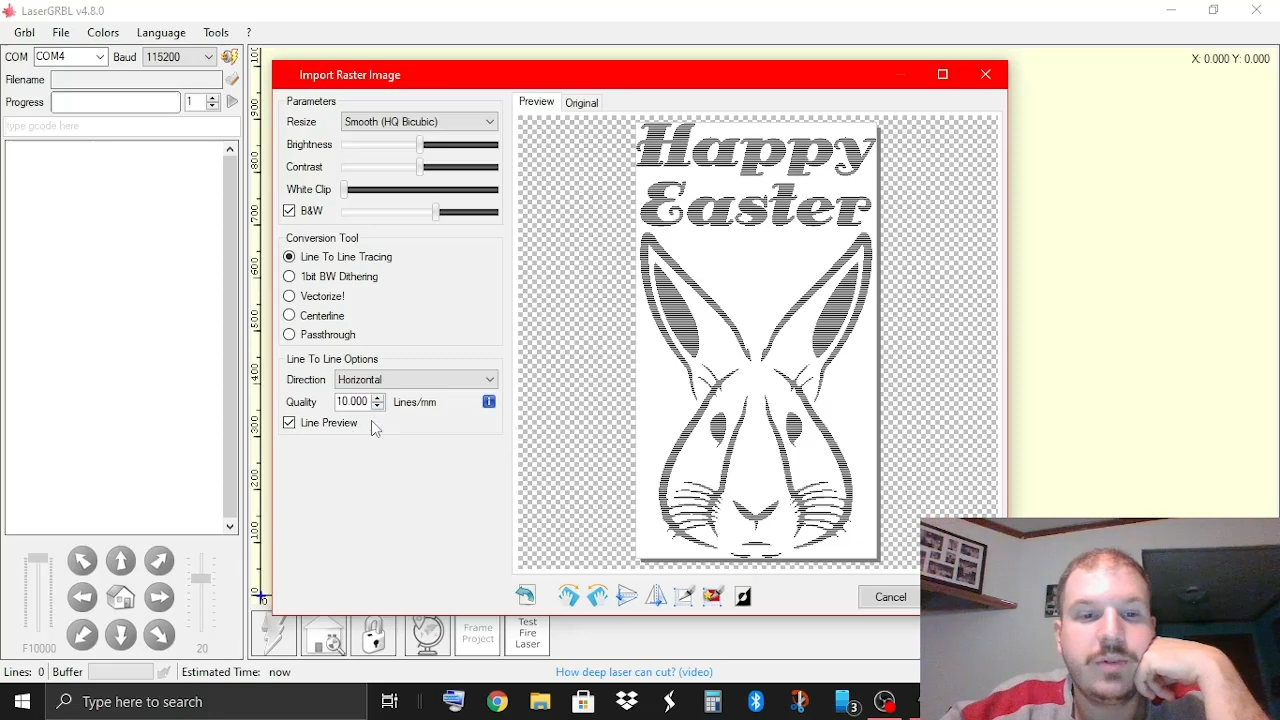 LaserGRBL v4.8.0
Grbl File Colors Language Tools ?
COM COM4 Baud 115200
Filename
Progress 1
type gcode here
X: 0.000 Y: 0.000
Import Raster Image
Parameters
Resize Smooth (HQ Bicubic)
Brightness
Contrast
White Clip
B&W
Conversion Tool
Line To Line Tracing
1bit BW Dithering
Vectorize!
Centerline
Passthrough
Line To Line Options
Direction Horizontal
Quality 10.000 Lines/mm
Line Preview
Preview Original
Happy
Easter
Cancel
F10000 20
Frame
Project
Test
Fire
Laser
Lines: 0 Buffer Estimated Time: now
How deep laser can cut? (video)
Type here to search
3